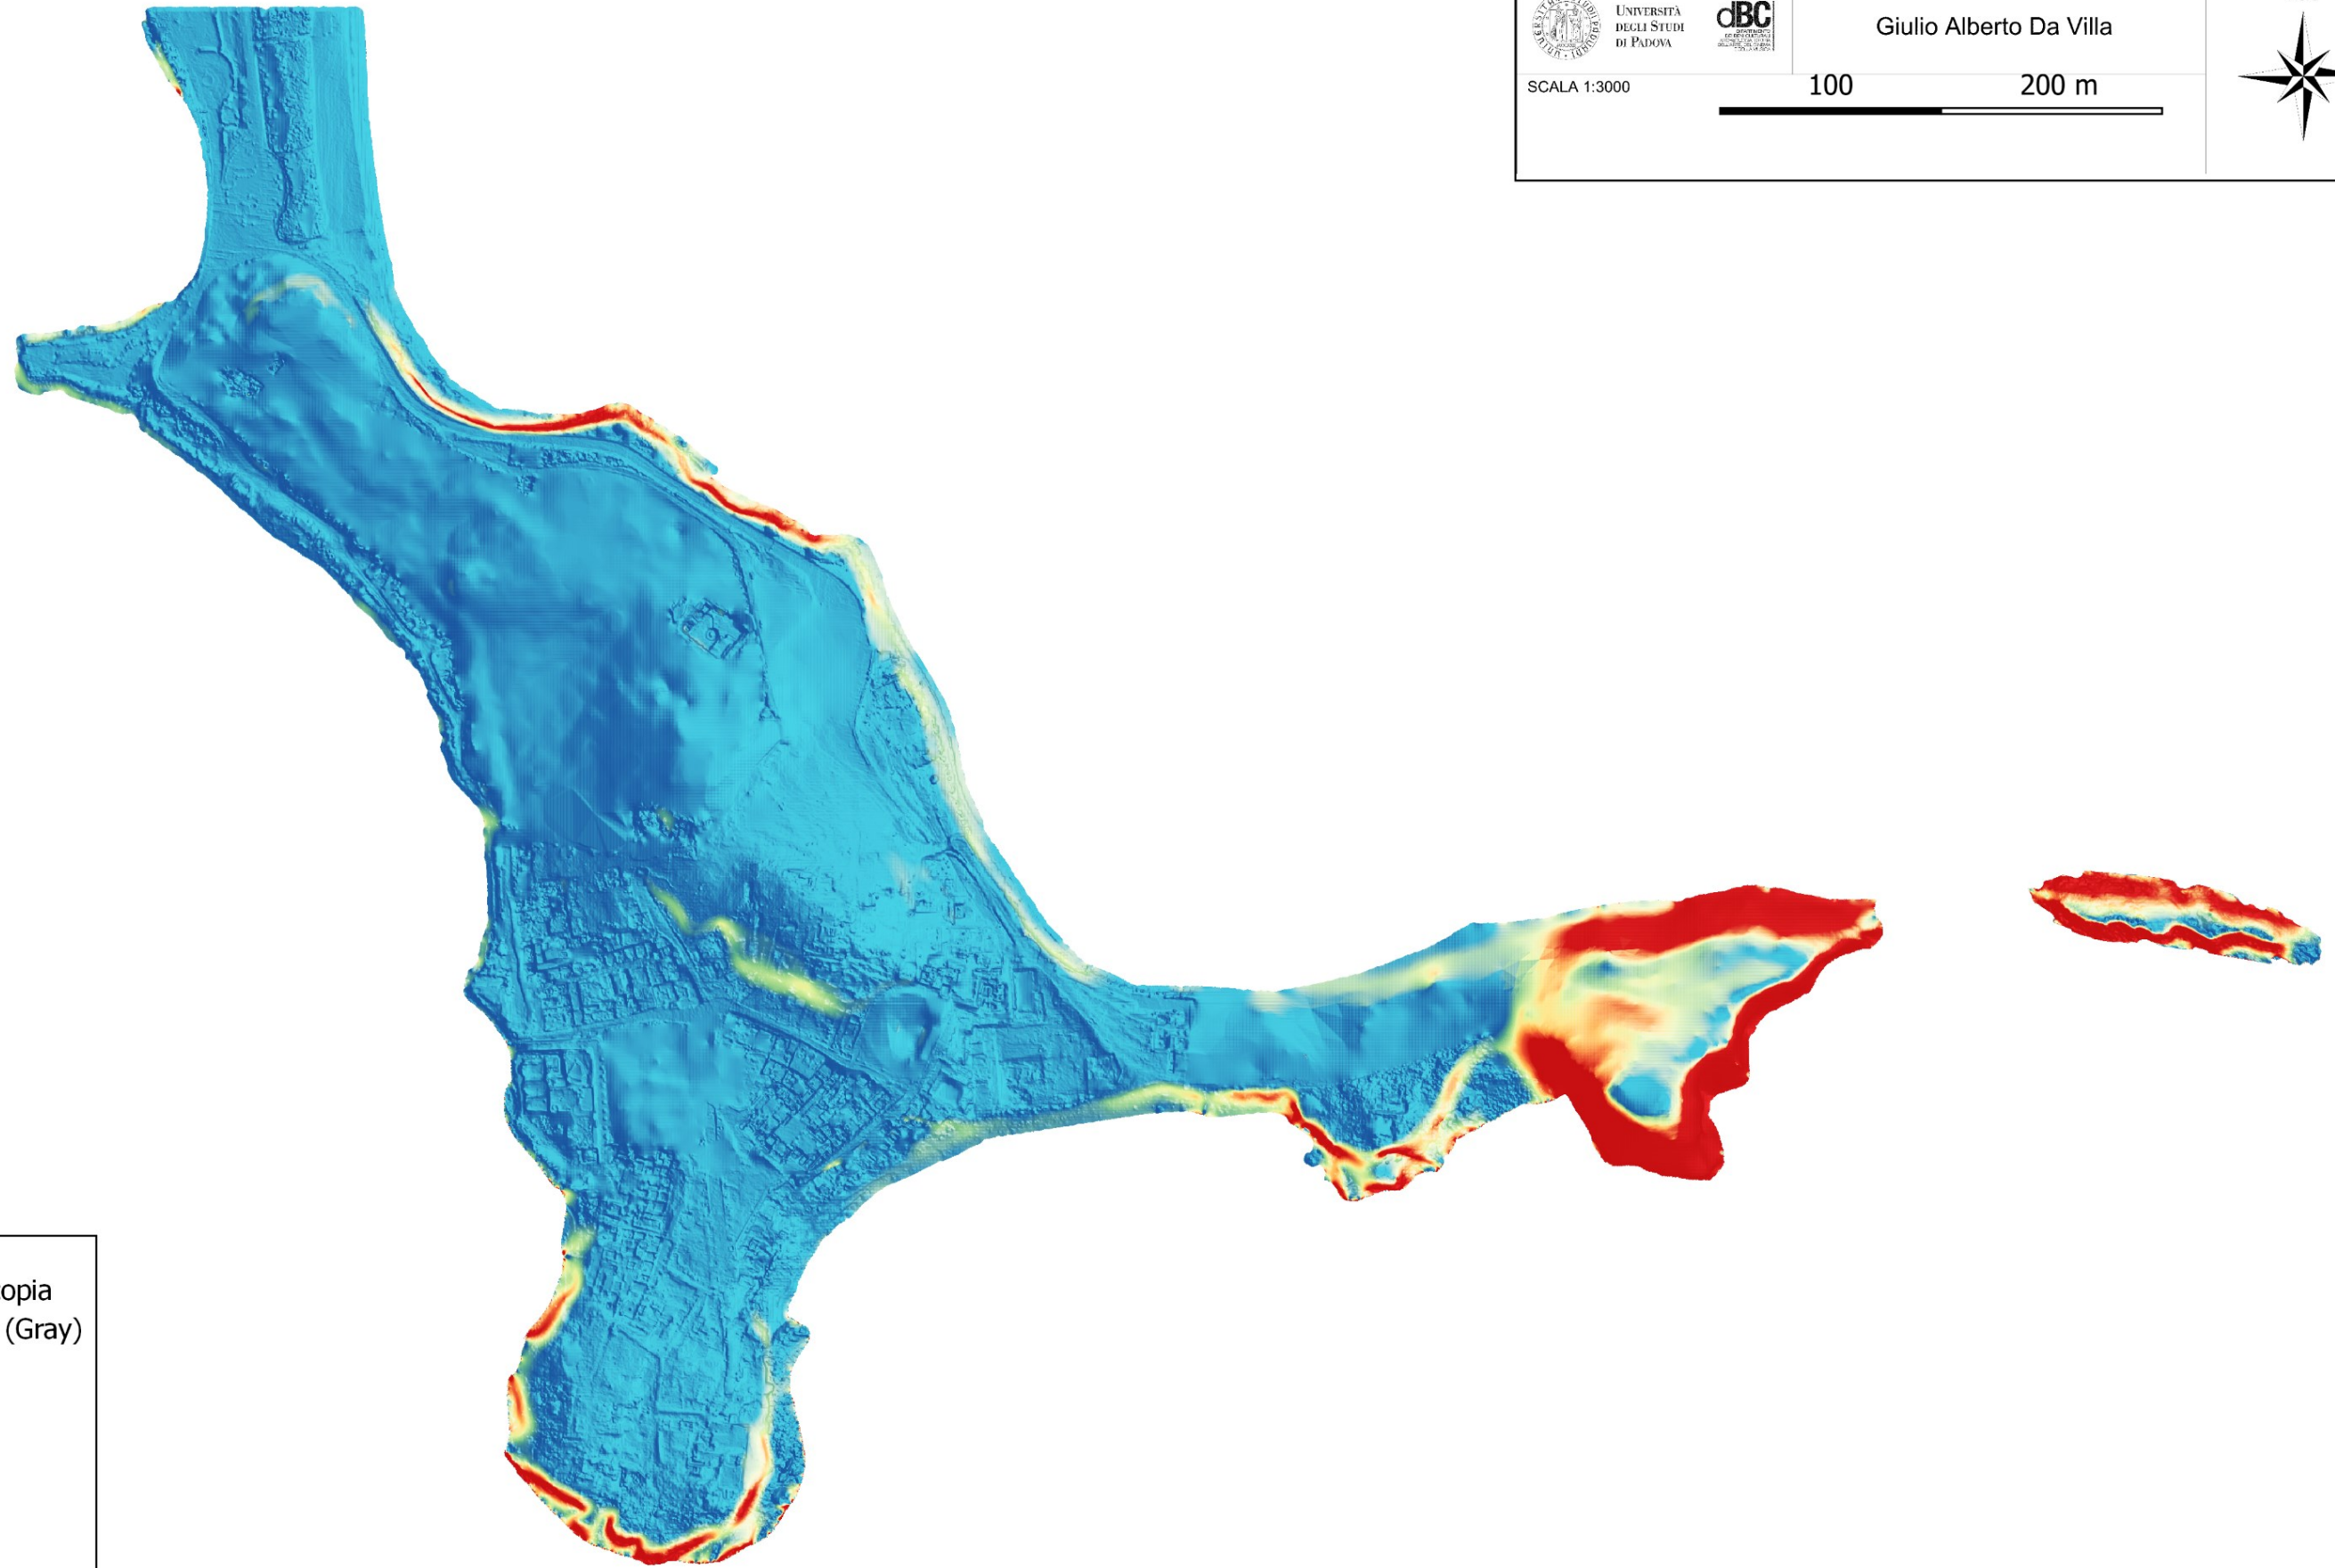 UNIVERSITÀ
DEGLI STUDI
DI PADOVA
dBC
Giulio Alberto Da Villa
SCALA 1:3000
100 200 m
opia
(Gray)